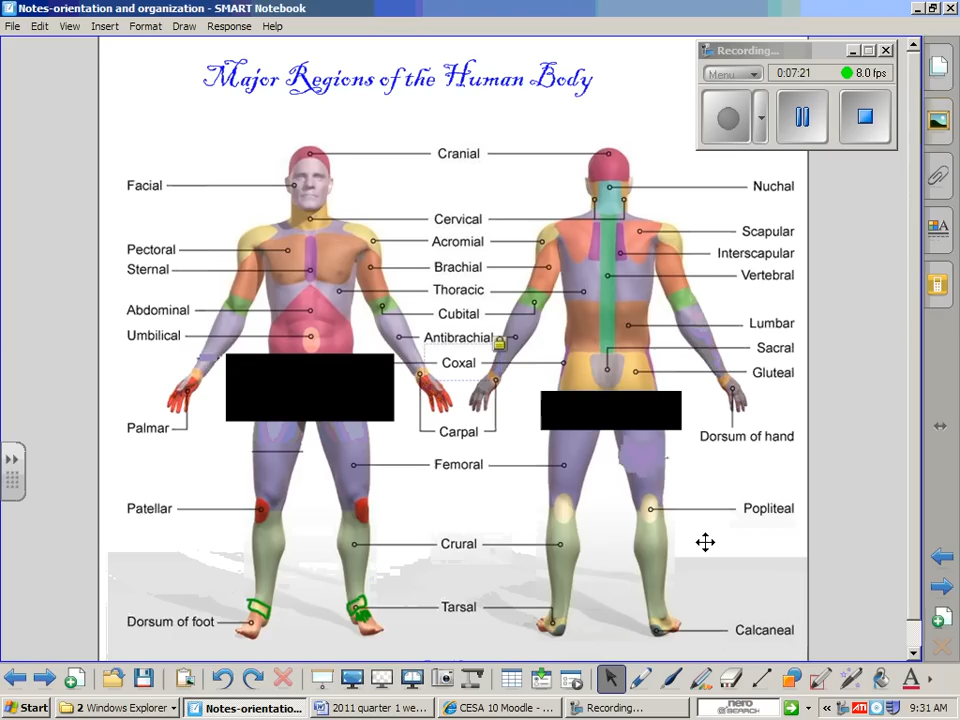 Notes-orientation and organization - SMART Notebook
File Edit View Insert Format Draw Response Help
Recording...
Menu 0:07:21 8.0 fps
Major Regions of the Human Body
Cranial
Facial
Nuchal
Cervical
Pectoral
Acromial
Scapular
Sternal
Brachial
Interscapular
Thoracic
Vertebral
Abdominal
Cubital
Umbilical
Antibrachial
Lumbar
Coxal
Sacral
Gluteal
Palmar
Carpal
Dorsum of hand
Femoral
Patellar
Popliteal
Crural
Tarsal
Dorsum of foot
Calcaneal
Start 2 Windows Explorer Notes-orientatio... 2011 quarter 1 we... CESA 10 Moodle - ... Recording... nero SEARCH ATI 9:31 AM